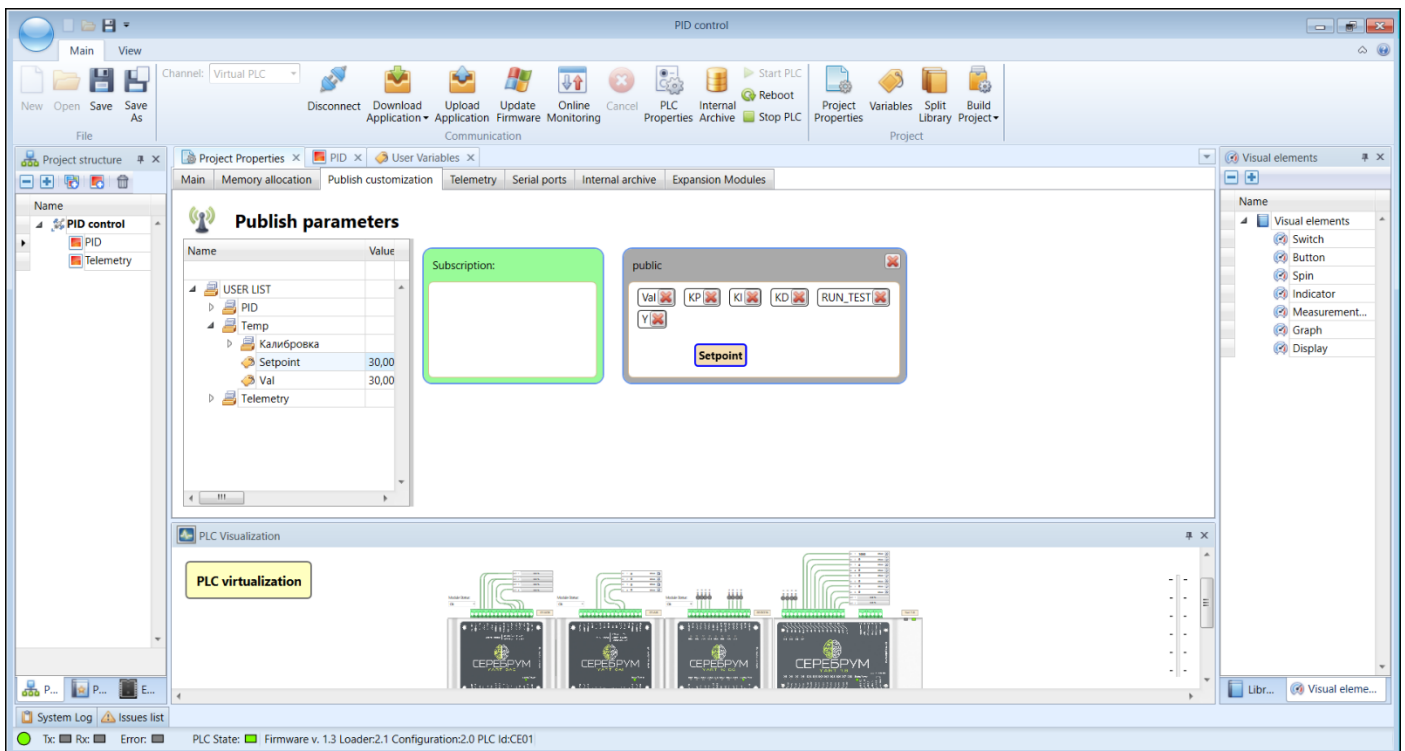 PID control
Main View
Channel: Virtual PLC
New Open Save Save As
Disconnect Download Application Upload Application Update Firmware Online Monitoring Cancel PLC Properties Internal Archive
Start PLC
Reboot
Stop PLC
Project Properties Variables Split Library Build Project
File Communication Project
Project structure
Project Properties PID User Variables
Visual elements
Main Memory allocation Publish customization Telemetry Serial ports Internal archive Expansion Modules
Name
PID control
PID
Telemetry
Publish parameters
Name Value
USER LIST
PID
Temp
Калибровка
Setpoint 30,00
Val 30,00
Telemetry
Subscription:
public
Val KP KI KD RUN_TEST
Y
Setpoint
Name
Visual elements
Switch
Button
Spin
Indicator
Measurement...
Graph
Display
PLC Visualization
PLC virtualization
СЕРЕБРУМ СЕРЕБРУМ СЕРЕБРУМ СЕРЕБРУМ
P... P... E...
Libr... Visual eleme...
System Log Issues list
Tx: Rx: Error: PLC State: Firmware v. 1.3 Loader:2.1 Configuration:2.0 PLC Id:CE01